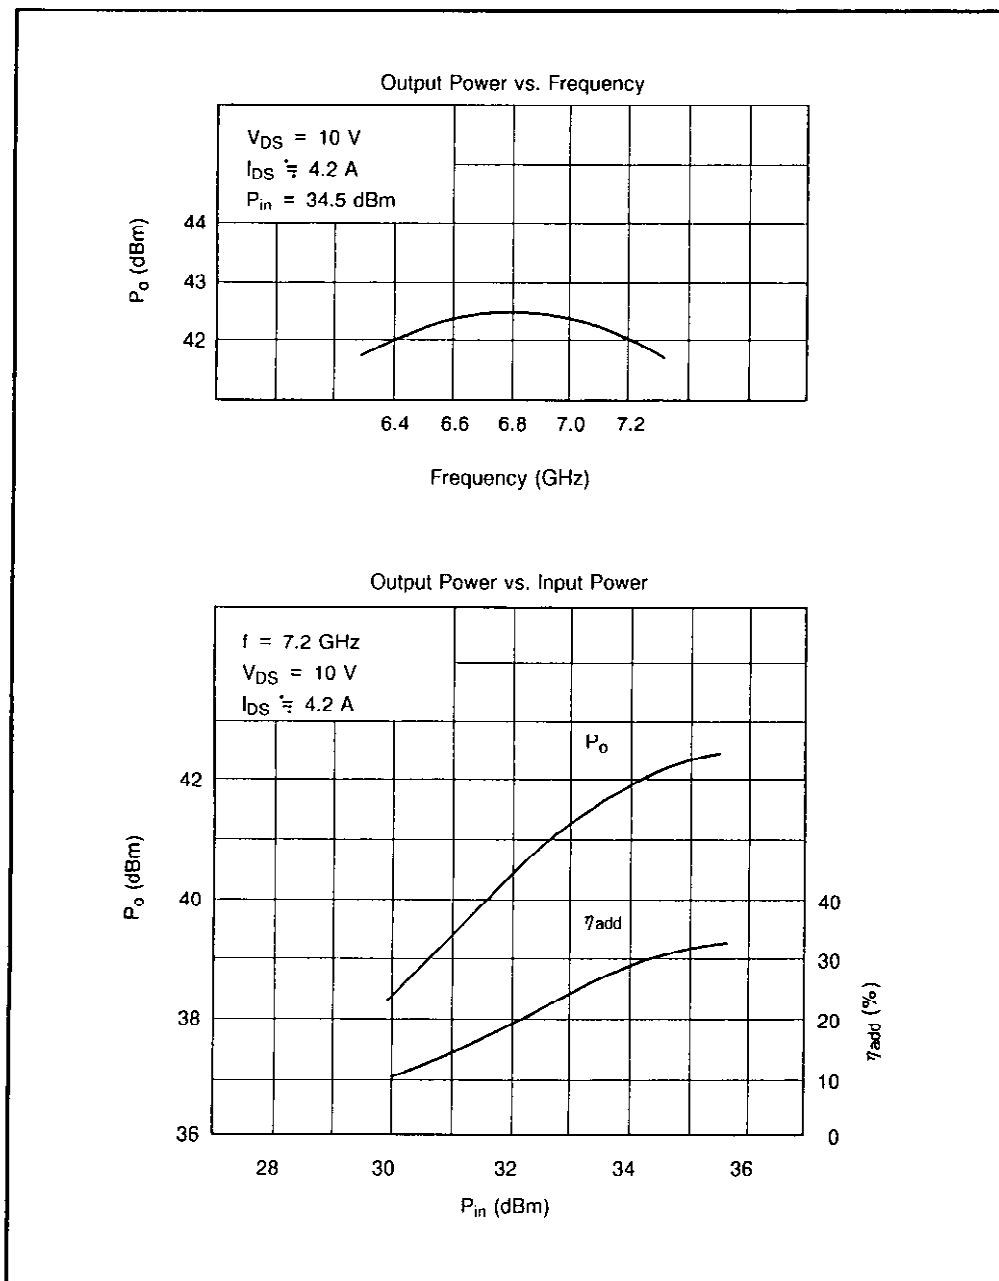 Output Power vs. Frequency
V_DS = 10 V
I_DS ≒ 4.2 A
P_in = 34.5 dBm
P_o (dBm)
44
43
42
6.4 6.6 6.8 7.0 7.2
Frequency (GHz)
Output Power vs. Input Power
f = 7.2 GHz
V_DS = 10 V
I_DS ≒ 4.2 A
P_o
η_add
P_o (dBm)
42
40
38
36
40
30
20
10
0
η_add (%)
28 30 32 34 36
P_in (dBm)